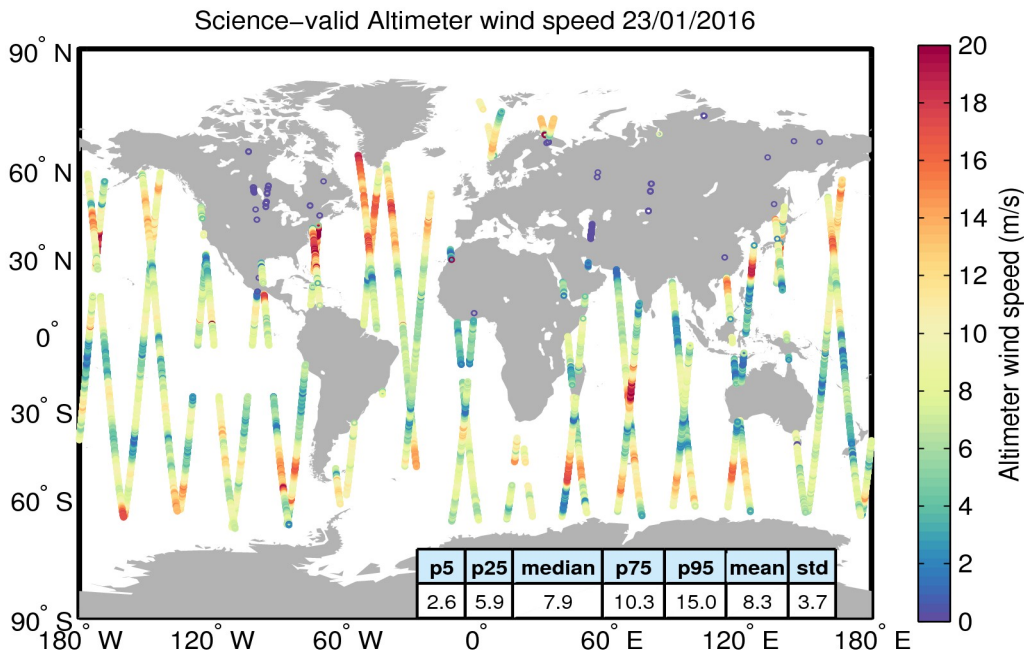 Science−valid Altimeter wind speed 23/01/2016
90° N
60° N
30° N
0°
30° S
60° S
90° S
180° W
120° W
60° W
0°
60° E
120° E
180° E
p5 p25 median p75 p95 mean std
2.6 5.9 7.9 10.3 15.0 8.3 3.7
20
18
16
14
12
10
8
6
4
2
0
Altimeter wind speed (m/s)